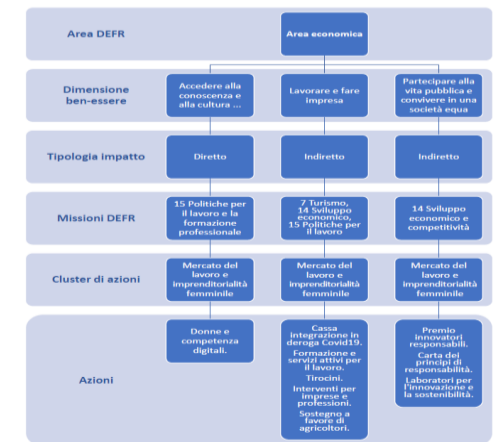 Area DEFR
Area economica
Dimensione
ben-essere
Accedere alla
conoscenza e
alla cultura ...
Lavorare e fare
impresa
Partecipare alla
vita pubblica e
convivere in una
società equa
Tipologia impatto
Diretto
Indiretto
Indiretto
Missioni DEFR
15 Politiche per
il lavoro e la
formazione
professionale
7 Turismo,
14 Sviluppo
economico,
15 Politiche per
il lavoro
14 Sviluppo
economico e
competitività
Cluster di azioni
Mercato del
lavoro e
imprenditorialità
femminile
Mercato del
lavoro e
imprenditorialità
femminile
Mercato del
lavoro e
imprenditorialità
femminile
Azioni
Donne e
competenza
digitali.
Cassa
integrazione in
deroga Covid19.
Formazione e
servizi attivi per
il lavoro.
Tirocini.
Interventi per
imprese e
professioni.
Sostegno a
favore di
agricoltori.
Premio
innovatori
responsabili.
Carta dei
principi di
responsabilità.
Laboratori per
l'innovazione e
la sostenibilità.